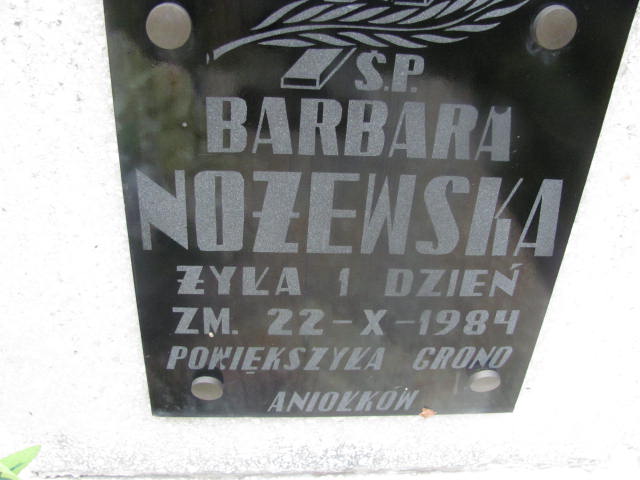 Ś.P.
BARBARA
NOŻEWSKA
ŻYŁA 1 DZIEŃ
ZM. 22-X-1984
POWIĘKSZYŁA GRONO
ANIOŁKÓW